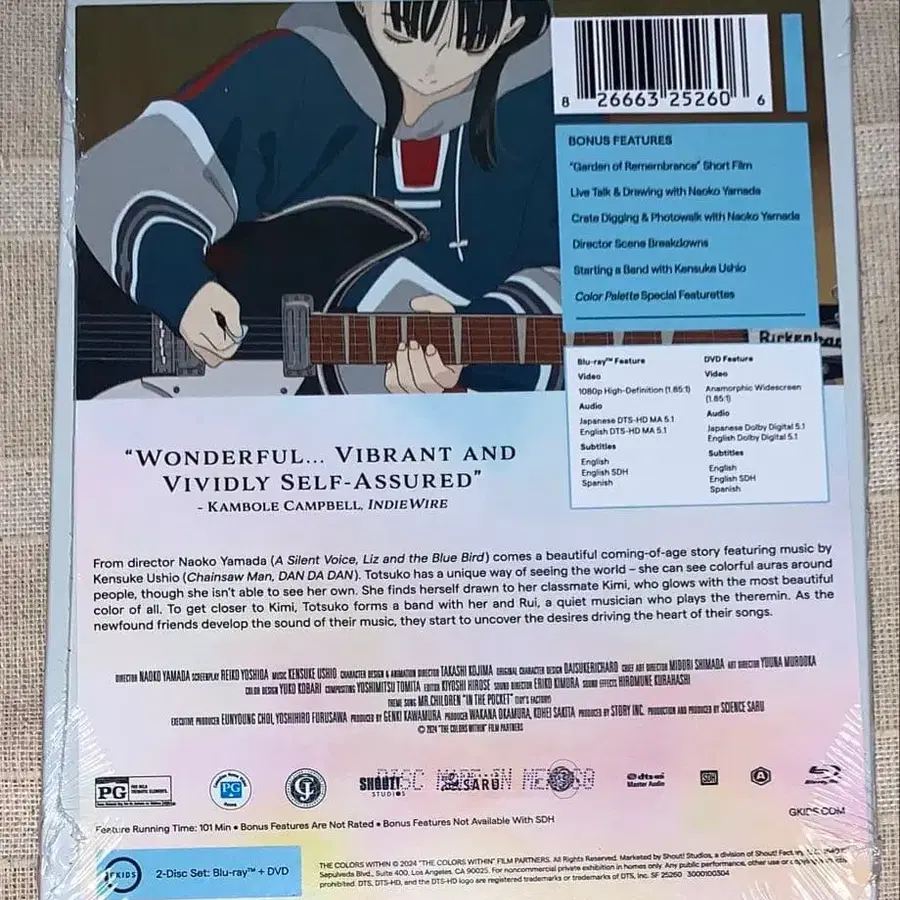 8 26663 25260 6
BONUS FEATURES
"Garden of Remembrance" Short Film
Live Talk & Drawing with Naoko Yamada
Crate Digging & Photowalk with Naoko Yamada
Director Scene Breakdowns
Starting a Band with Kensuke Ushio
Color Palette Special Featurettes
Blu-ray™ Feature
Video
1080p High-Definition (1.85:1)
Audio
Japanese DTS-HD MA 5.1
English DTS-HD MA 5.1
Subtitles
English
English SDH
Spanish
DVD Feature
Video
Anamorphic Widescreen
(1.85:1)
Audio
Japanese Dolby Digital 5.1
English Dolby Digital 5.1
Subtitles
English
English SDH
Spanish
"WONDERFUL... VIBRANT AND
VIVIDLY SELF-ASSURED"
- KAMBOLE CAMPBELL, INDIEWIRE
From director Naoko Yamada (A Silent Voice, Liz and the Blue Bird) comes a beautiful coming-of-age story featuring music by
Kensuke Ushio (Chainsaw Man, DAN DA DAN). Totsuko has a unique way of seeing the world – she can see colorful auras around
people, though she isn't able to see her own. She finds herself drawn to her classmate Kimi, who glows with the most beautiful
color of all. To get closer to Kimi, Totsuko forms a band with her and Rui, a quiet musician who plays the theremin. As the
newfound friends develop the sound of their music, they start to uncover the desires driving the heart of their songs.
DIRECTOR NAOKO YAMADA SCREENPLAY REIKO YOSHIDA MUSIC KENSUKE USHIO CHARACTER DESIGN & ANIMATION DIRECTOR TAKASHI KOJIMA ORIGINAL CHARACTER DESIGN DAISUKERICHARD CHIEF ART DIRECTOR MIDORI SHIMADA ART DIRECTOR YUUNA MUROOKA
COLOR DESIGN YUKO KOBARI COMPOSITING YOSHIMITSU TOMITA EDITOR KIYOSHI HIROSE SOUND DIRECTOR ERIKO KIMURA SOUND EFFECTS HIROMUNE KURAHASHI
THEME SONG MR.CHILDREN "IN THE POCKET" (TOY'S FACTORY)
EXECUTIVE PRODUCER EUNYOUNG CHOI, YOSHIHIRO FURUSAWA PRODUCED BY GENKI KAWAMURA PRODUCER WAKANA OKAMURA, KOHEI SAKITA PRODUCED BY STORY INC. PRODUCTION AND PRODUCED BY SCIENCE SARU
© 2024 "THE COLORS WITHIN" FILM PARTNERS
PG
PG
SHOUT!
STUDIOS
DISC MADE IN MEXICO
SARU
dts
Master Audio
SDH
A
GKIDS.COM
Feature Running Time: 101 Min • Bonus Features Are Not Rated • Bonus Features Not Available With SDH
GKIDS
2-Disc Set: Blu-ray™ + DVD
THE COLORS WITHIN © 2024 "THE COLORS WITHIN" FILM PARTNERS. All Rights Reserved. Marketed by Shout! Studios, a division of Shout!
Sepulveda Blvd., Suite 400, Los Angeles, CA 90025. For noncommercial private exhibition in homes only. Any public performance, other use or
prohibited. DTS, DTS-HD, and the DTS-HD logo are registered trademarks or trademarks of DTS, Inc. SF 25260 3000100304